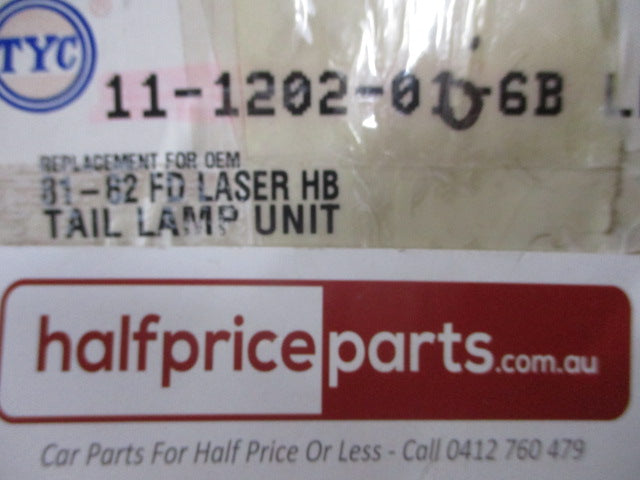 TYC
11-1202-01-6B
REPLACEMENT FOR OEM
81-82 FD LASER HB
TAIL LAMP UNIT
halfpriceparts.com.au
Car Parts For Half Price Or Less - Call 0412 760 479